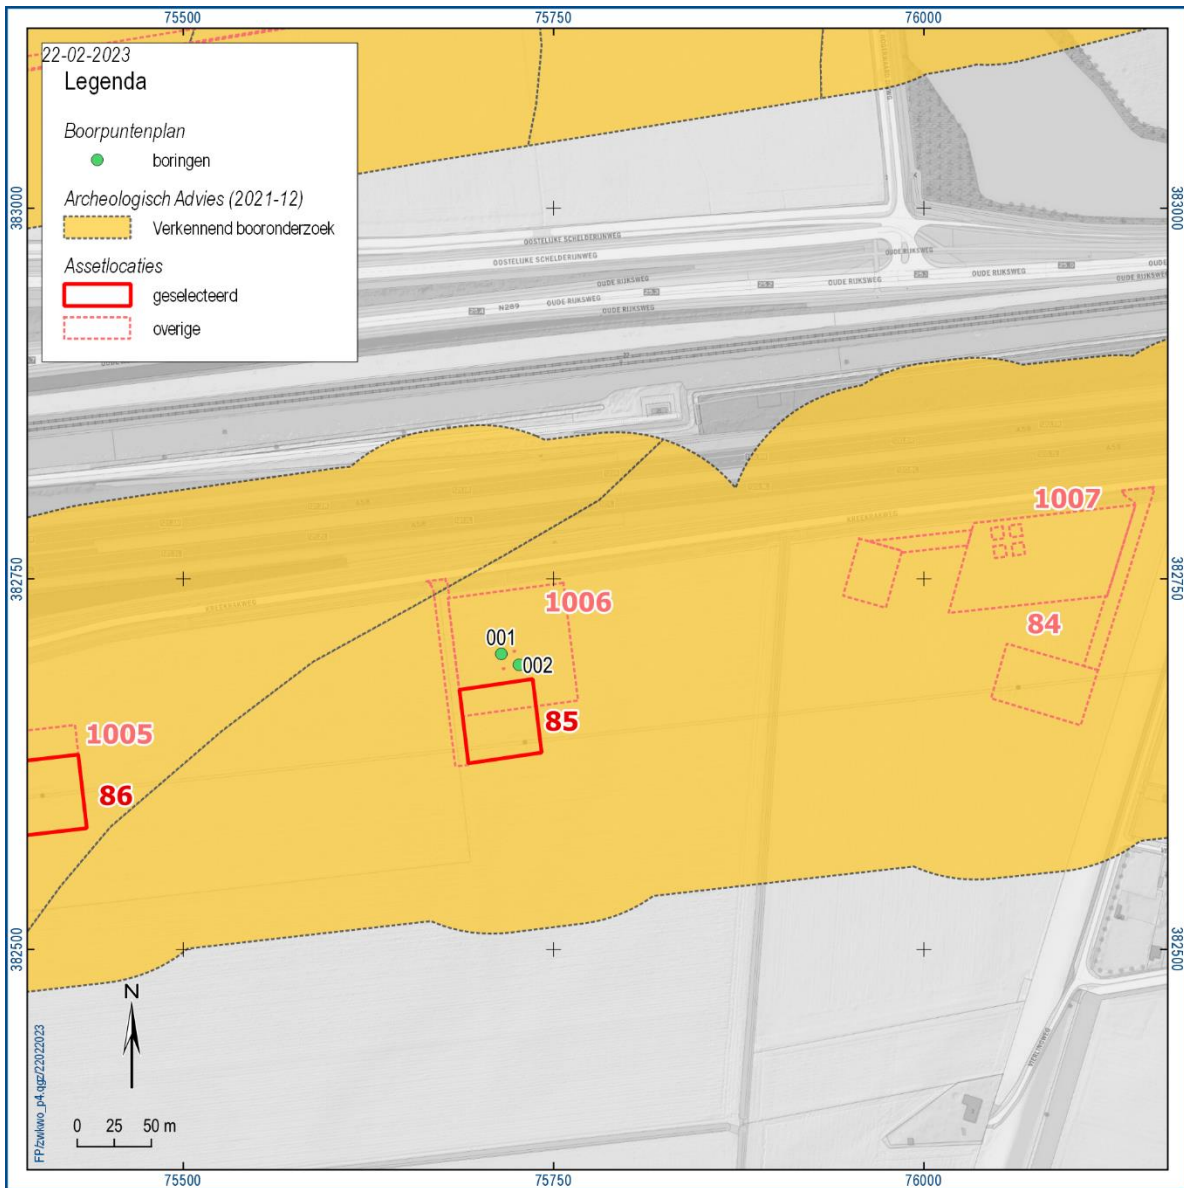 75500
75750
76000
22-02-2023
Legenda
Boorpuntenplan
boringen
Archeologisch Advies (2021-12)
Verkennend booronderzoek
Assetlocaties
geselecteerd
overige
383000
383000
OOSTELIJKE SCHELDERIJNWEG
OOSTELIJKE SCHELDERIJNWEG
OUDE RIJKSWEG
OUDE RIJKSWEG
OUDE RIJKSWEG
N289
OUDE RIJKSWEG
OUDE RIJKSWEG
OUDE RIJKSWEG
1007
382750
382750
1006
001
002
84
85
1005
86
382500
382500
N
FP/zwkwo_p4.qgz/22022023
0 25 50 m
75500
75750
76000